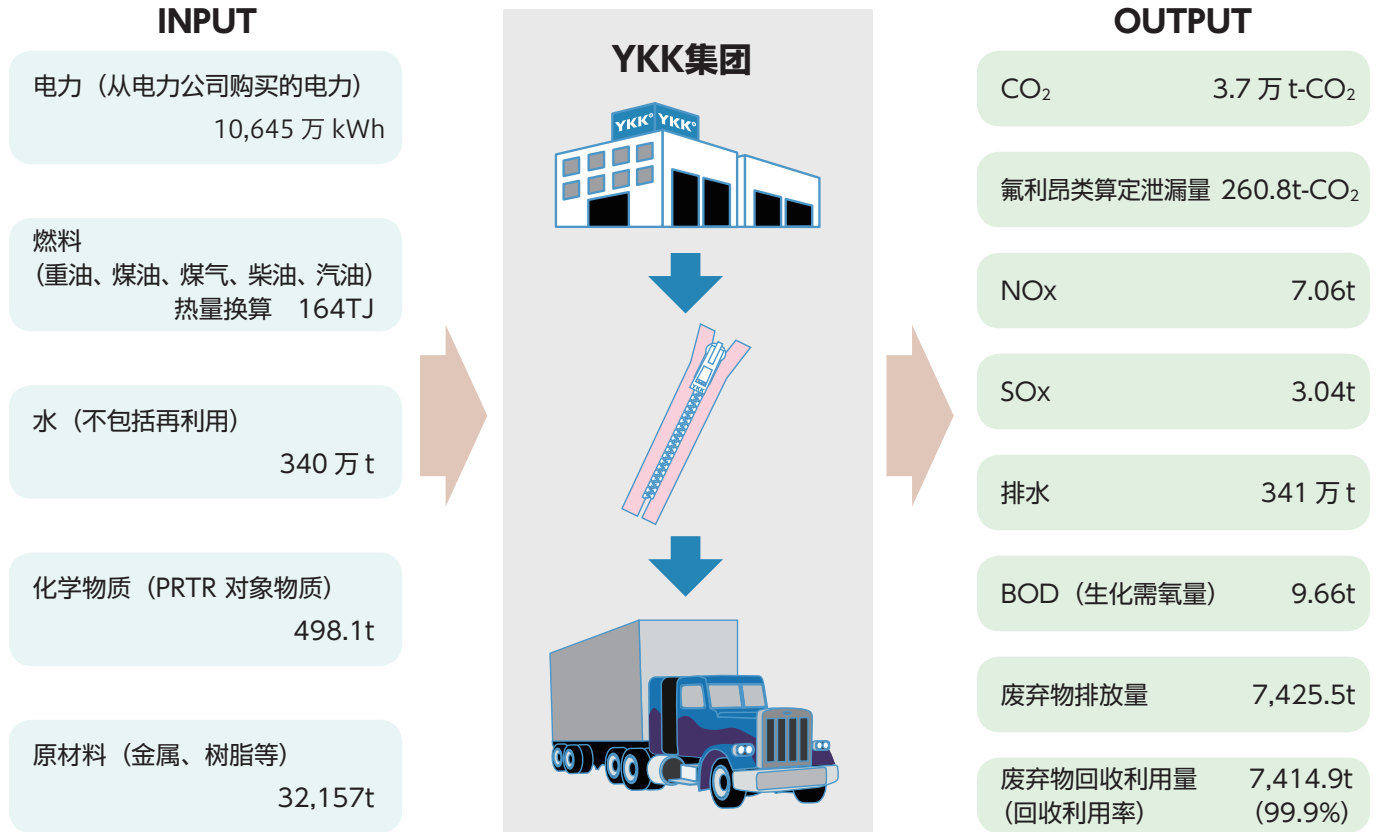 INPUT
电力（从电力公司购买的电力）
10,645 万 kWh
燃料
（重油、煤油、煤气、柴油、汽油）
热量换算　164TJ
水（不包括再利用）
340 万 t
化学物质（PRTR 对象物质）
498.1t
原材料（金属、树脂等）
32,157t
YKK集团
YKK° YKK°
YKK
OUTPUT
CO₂ 3.7 万 t-CO₂
氟利昂类算定泄漏量 260.8t-CO₂
NOx 7.06t
SOx 3.04t
排水 341 万 t
BOD（生化需氧量） 9.66t
废弃物排放量 7,425.5t
废弃物回收利用量 7,414.9t
(回收利用率） (99.9%)